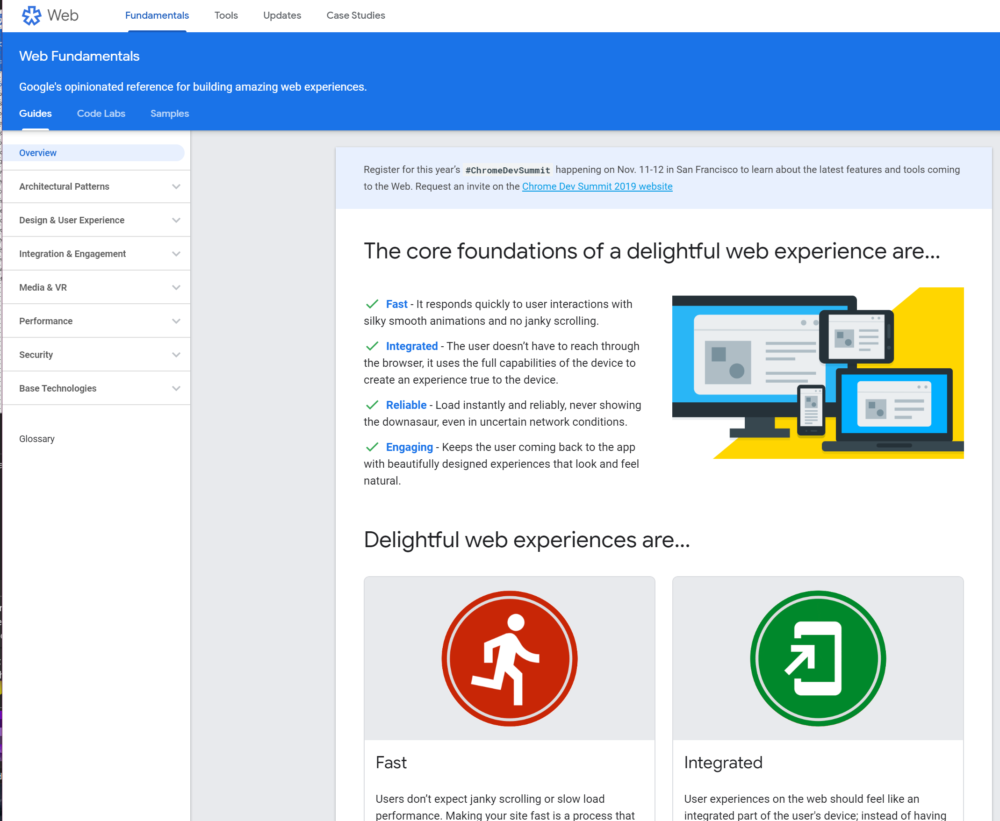 Web
Fundamentals
Tools
Updates
Case Studies
Web Fundamentals
Google's opinionated reference for building amazing web experiences.
Guides
Code Labs
Samples
Overview
Architectural Patterns
Design & User Experience
Integration & Engagement
Media & VR
Performance
Security
Base Technologies
Glossary
Register for this year’s #ChromeDevSummit happening on Nov. 11-12 in San Francisco to learn about the latest features and tools coming
to the Web. Request an invite on the Chrome Dev Summit 2019 website
The core foundations of a delightful web experience are...
Fast - It responds quickly to user interactions with
silky smooth animations and no janky scrolling.
Integrated - The user doesn’t have to reach through
the browser, it uses the full capabilities of the device to
create an experience true to the device.
Reliable - Load instantly and reliably, never showing
the downasaur, even in uncertain network conditions.
Engaging - Keeps the user coming back to the app
with beautifully designed experiences that look and feel
natural.
Delightful web experiences are...
Fast
Users don’t expect janky scrolling or slow load
performance. Making your site fast is a process that
Integrated
User experiences on the web should feel like an
integrated part of the user's device; instead of having